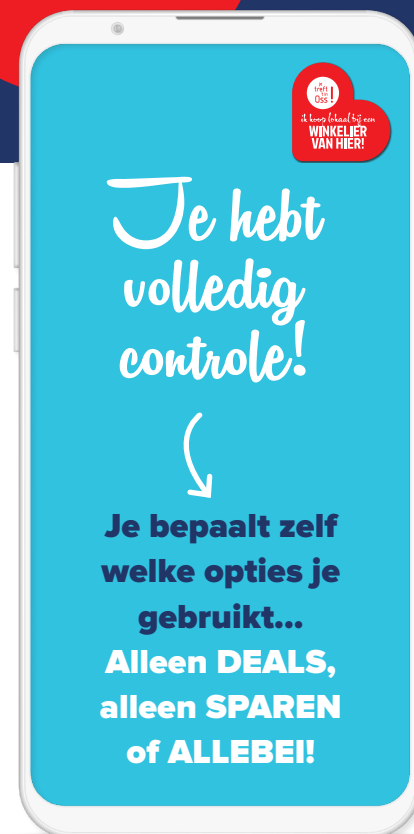 je
treft
't in
Oss!
ik koop lokaal bij een
WINKELIER
VAN HIER!
Je hebt
volledig
controle!
Je bepaalt zelf
welke opties je
gebruikt...
Alleen DEALS,
alleen SPAREN
of ALLEBEI!